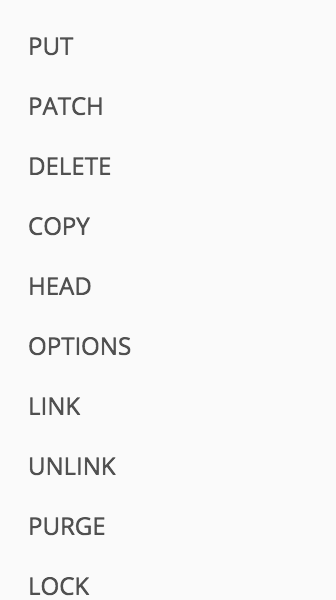 PUT
PATCH
DELETE
COPY
HEAD
OPTIONS
LINK
UNLINK
PURGE
LOCK